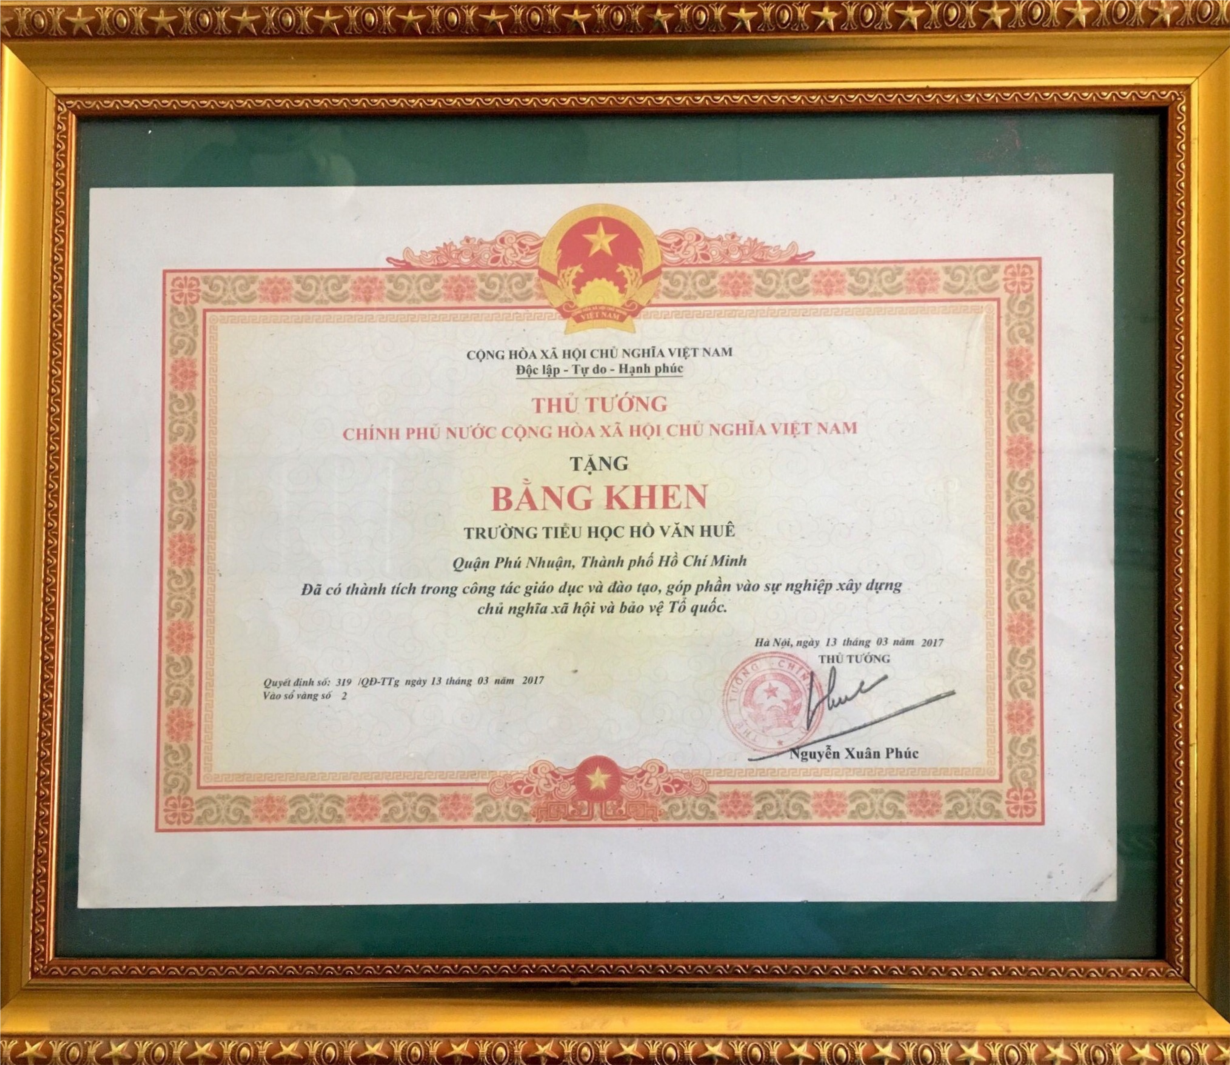 VIỆT NAM
CỘNG HÒA XÃ HỘI CHỦ NGHĨA VIỆT NAM
Độc lập - Tự do - Hạnh phúc
THỦ TƯỚNG
CHÍNH PHỦ NƯỚC CỘNG HÒA XÃ HỘI CHỦ NGHĨA VIỆT NAM
TẶNG
BẰNG KHEN
TRƯỜNG TIỂU HỌC HỒ VĂN HUÊ
Quận Phú Nhuận, Thành phố Hồ Chí Minh
Đã có thành tích trong công tác giáo dục và đào tạo, góp phần vào sự nghiệp xây dựng
chủ nghĩa xã hội và bảo vệ Tổ quốc.
Hà Nội, ngày 13 tháng 03 năm 2017
THỦ TƯỚNG
Quyết định số: 319 /QĐ-TTg ngày 13 tháng 03 năm 2017
Vào sổ vàng số 2
THỦ TƯỚNG CHÍNH
Nguyễn Xuân Phúc